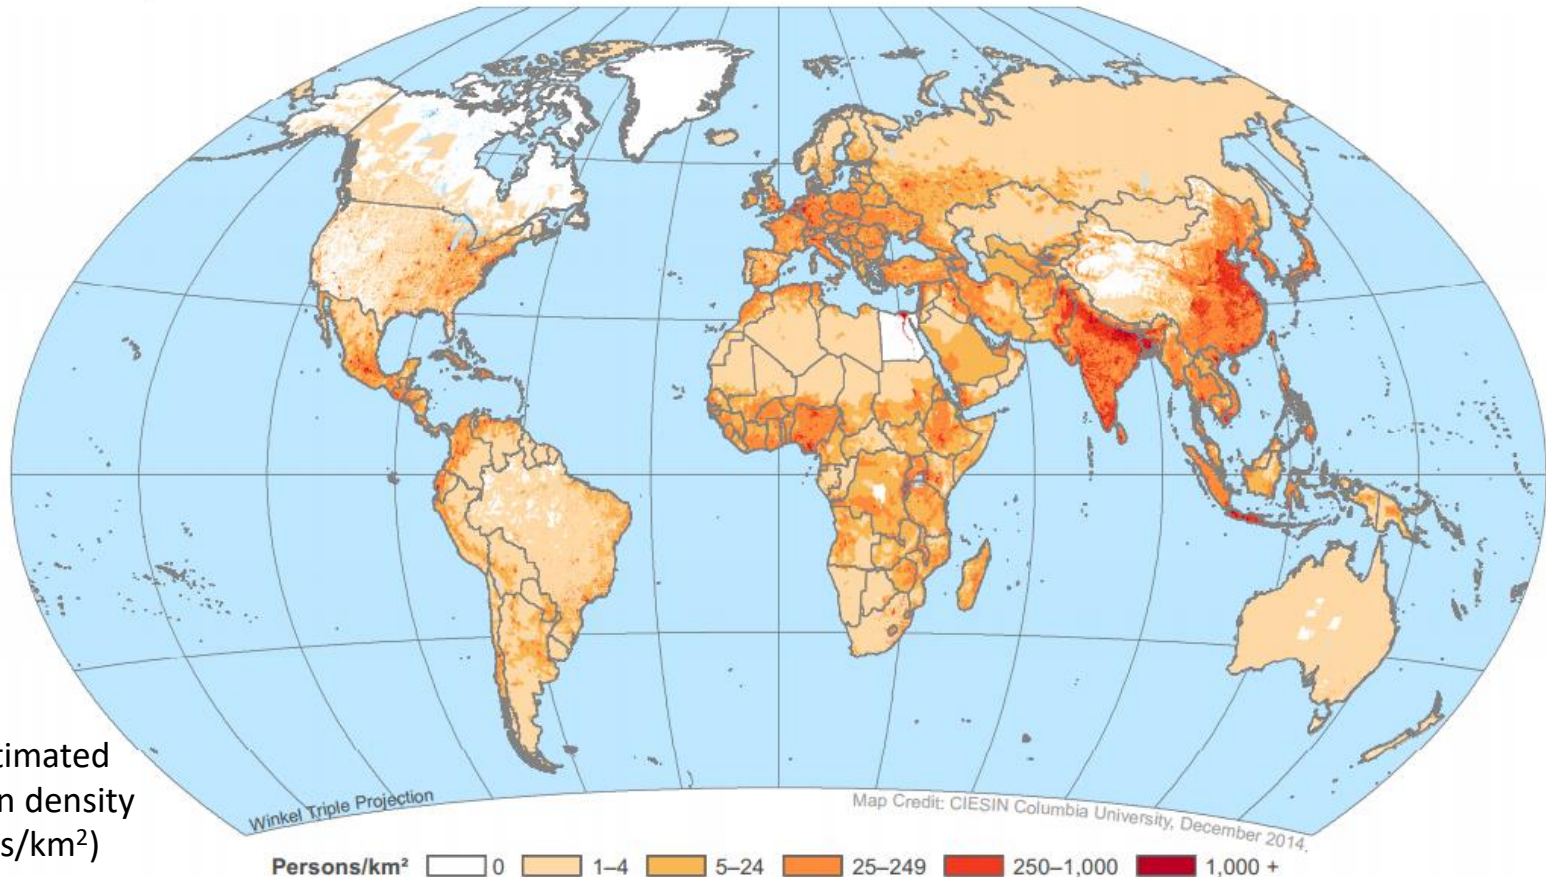 timated
n density
s/km²)
Winkel Triple Projection
Map Credit: CIESIN Columbia University, December 2014.
Persons/km² 0 1–4 5–24 25–249 250–1,000 1,000 +